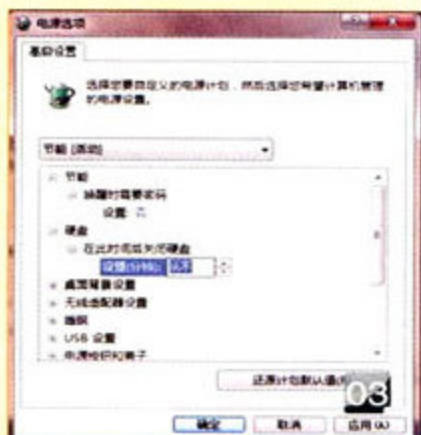 电源选项
高级设置
选择您要自定义的电源计划，然后选择您希望计算机管理
的电源设置。
节能 [活动]
节能
唤醒时需要密码
设置: 否
硬盘
在此时间后关闭硬盘
设置(分钟): 从不
桌面背景设置
无线适配器设置
睡眠
USB 设置
电源按钮和盖子
还原计划默认值
03
确定
取消
应用(A)